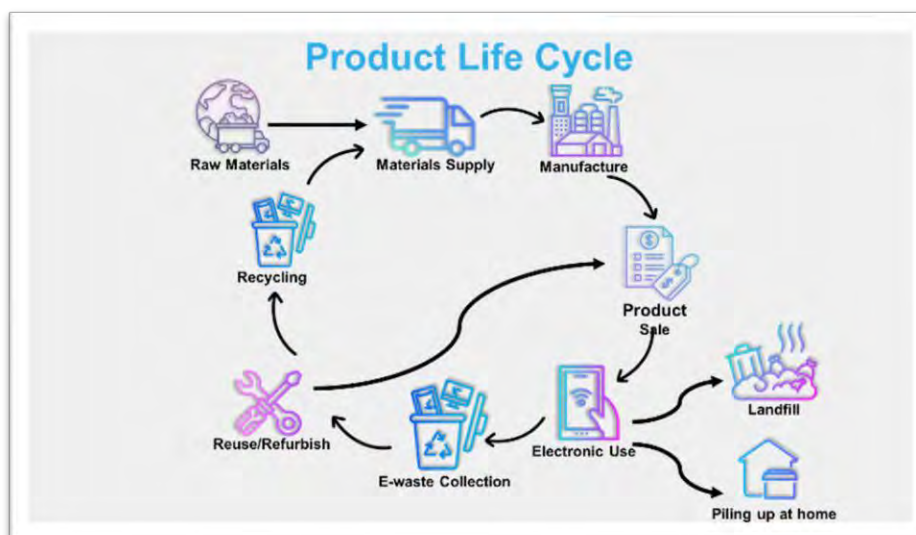 Product Life Cycle
Raw Materials
Materials Supply
Manufacture
Recycling
Product
Sale
Reuse/Refurbish
E-waste Collection
Electronic Use
Landfill
Piling up at home